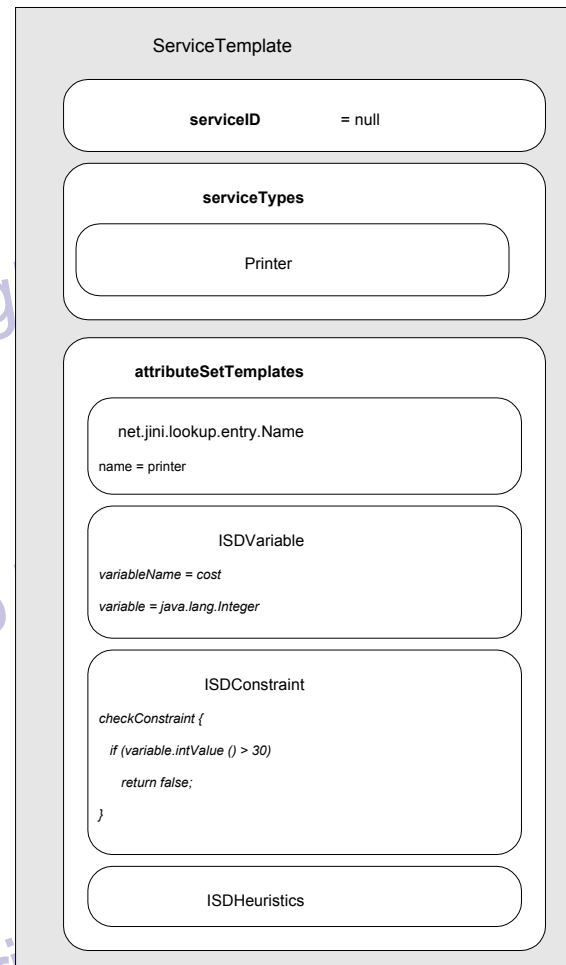 ServiceTemplate
serviceID = null
serviceTypes
Printer
attributeSetTemplates
net.jini.lookup.entry.Name
name = printer
ISDVariable
variableName = cost
variable = java.lang.Integer
ISDConstraint
checkConstraint {
if (variable.intValue () > 30)
return false;
}
ISDHeuristics